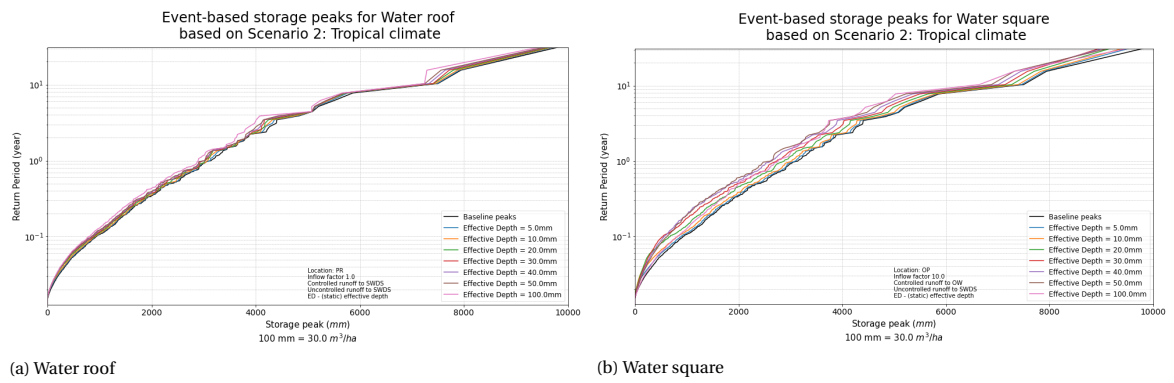 Event-based storage peaks for Water roof
based on Scenario 2: Tropical climate
Return Period (year)
10¹
10⁰
10⁻¹
Baseline peaks
Effective Depth = 5.0mm
Effective Depth = 10.0mm
Effective Depth = 20.0mm
Effective Depth = 30.0mm
Effective Depth = 40.0mm
Effective Depth = 50.0mm
Effective Depth = 100.0mm
Location: PR
Inflow factor 1.0
Controlled runoff to SWDS
Uncontrolled runoff to SWDS
ED - (static) effective depth
0 2000 4000 6000 8000 10000
Storage peak (mm)
100 mm = 30.0 m³/ha
(a) Water roof
Event-based storage peaks for Water square
based on Scenario 2: Tropical climate
Return Period (year)
10¹
10⁰
10⁻¹
Baseline peaks
Effective Depth = 5.0mm
Effective Depth = 10.0mm
Effective Depth = 20.0mm
Effective Depth = 30.0mm
Effective Depth = 40.0mm
Effective Depth = 50.0mm
Effective Depth = 100.0mm
Location: OP
Inflow factor 10.0
Controlled runoff to OW
Uncontrolled runoff to SWDS
ED - (static) effective depth
0 2000 4000 6000 8000 10000
Storage peak (mm)
100 mm = 30.0 m³/ha
(b) Water square